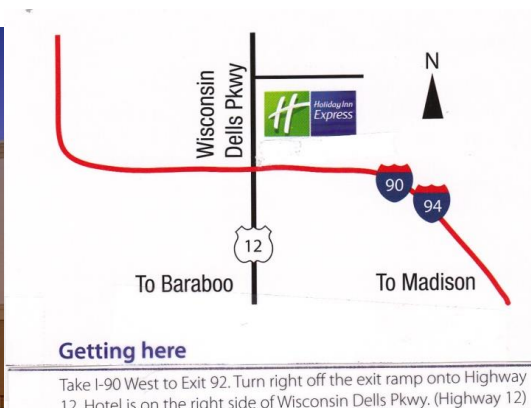 Wisconsin
Dells Pkwy
N
Holiday Inn
Express
90
94
12
To Baraboo
To Madison
Getting here
Take I-90 West to Exit 92. Turn right off the exit ramp onto Highway
12. Hotel is on the right side of Wisconsin Dells Pkwy. (Highway 12)